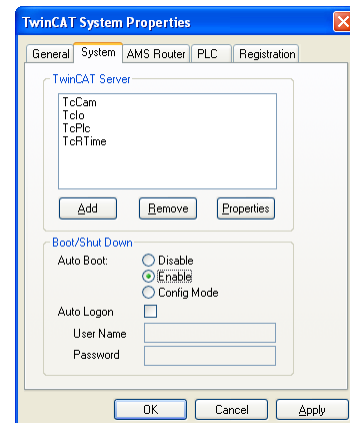 TwinCAT System Properties
General System AMS Router PLC Registration
TwinCAT Server
TcCam
TcIo
TcPlc
TcRTime
Add Remove Properties
Boot/Shut Down
Auto Boot: Disable
Enable
Config Mode
Auto Logon
User Name
Password
OK Cancel Apply